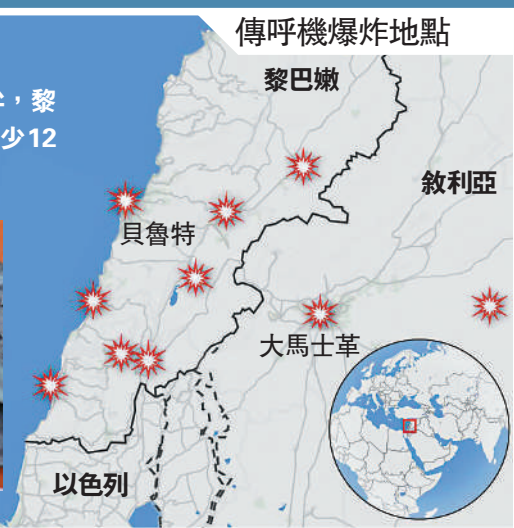 傳呼機爆炸地點
，黎
少12
黎巴嫩
敘利亞
貝魯特
大馬士革
以色列